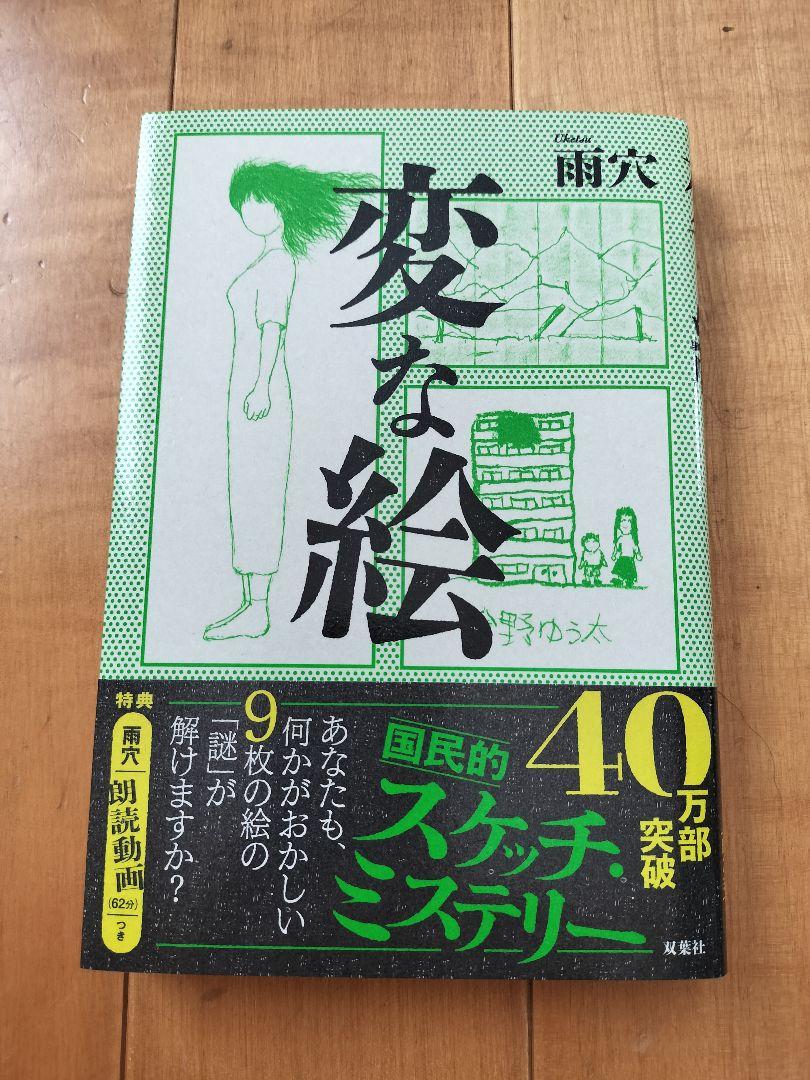 Uketsu
雨穴
変な絵
野ゆう太
40万部
突破
国民的
スケッチ・
ミステリー
あなたも、
何かがおかしい
9枚の絵の
「謎」が
解けますか?
特典
雨穴
朗読動画
(62分)
つき
双葉社